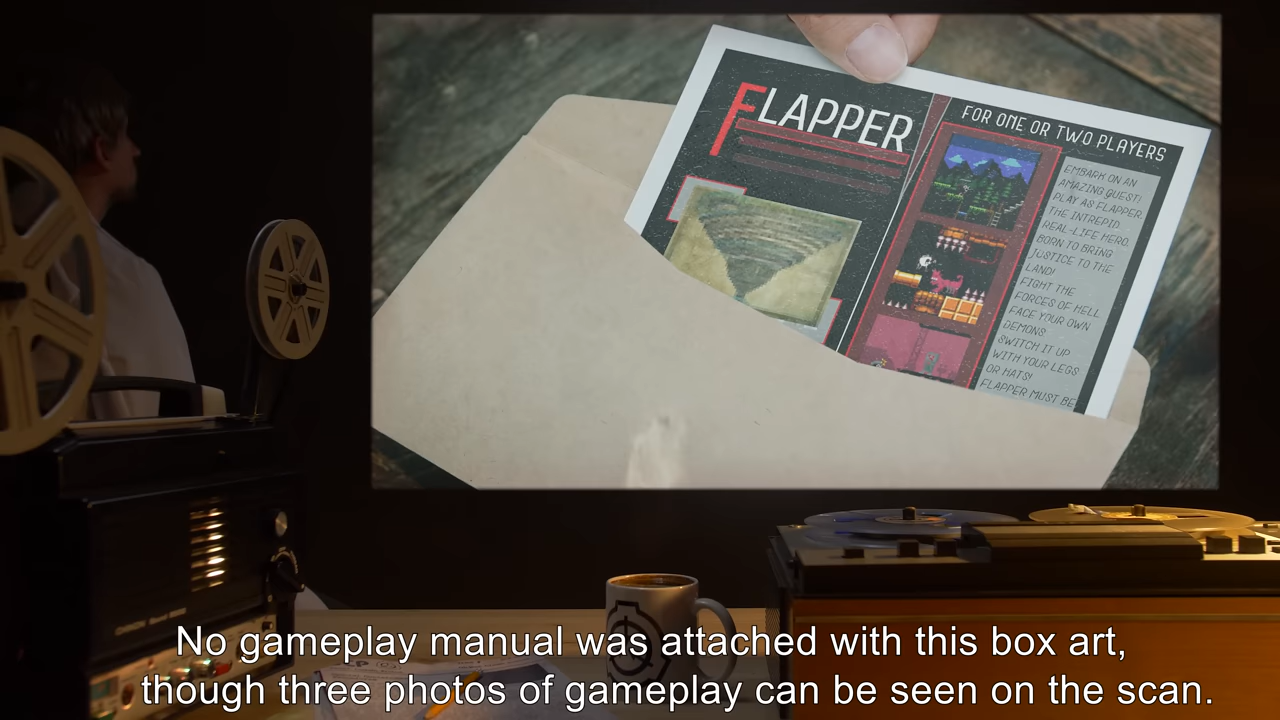 FLAPPER
FOR ONE OR TWO PLAYERS
EMBARK ON AN
AMAZING QUEST!
PLAY AS FLAPPER,
THE INTREPID
REAL-LIFE HERO,
BORN TO BRING
JUSTICE TO THE
LAND!
FIGHT THE
FORCES OF HELL
FACE YOUR OWN
DEMONS
SWITCH IT UP
WITH YOUR LEGS
OR HATS!
FLAPPER MUST BE
No gameplay manual was attached with this box art,
though three photos of gameplay can be seen on the scan.